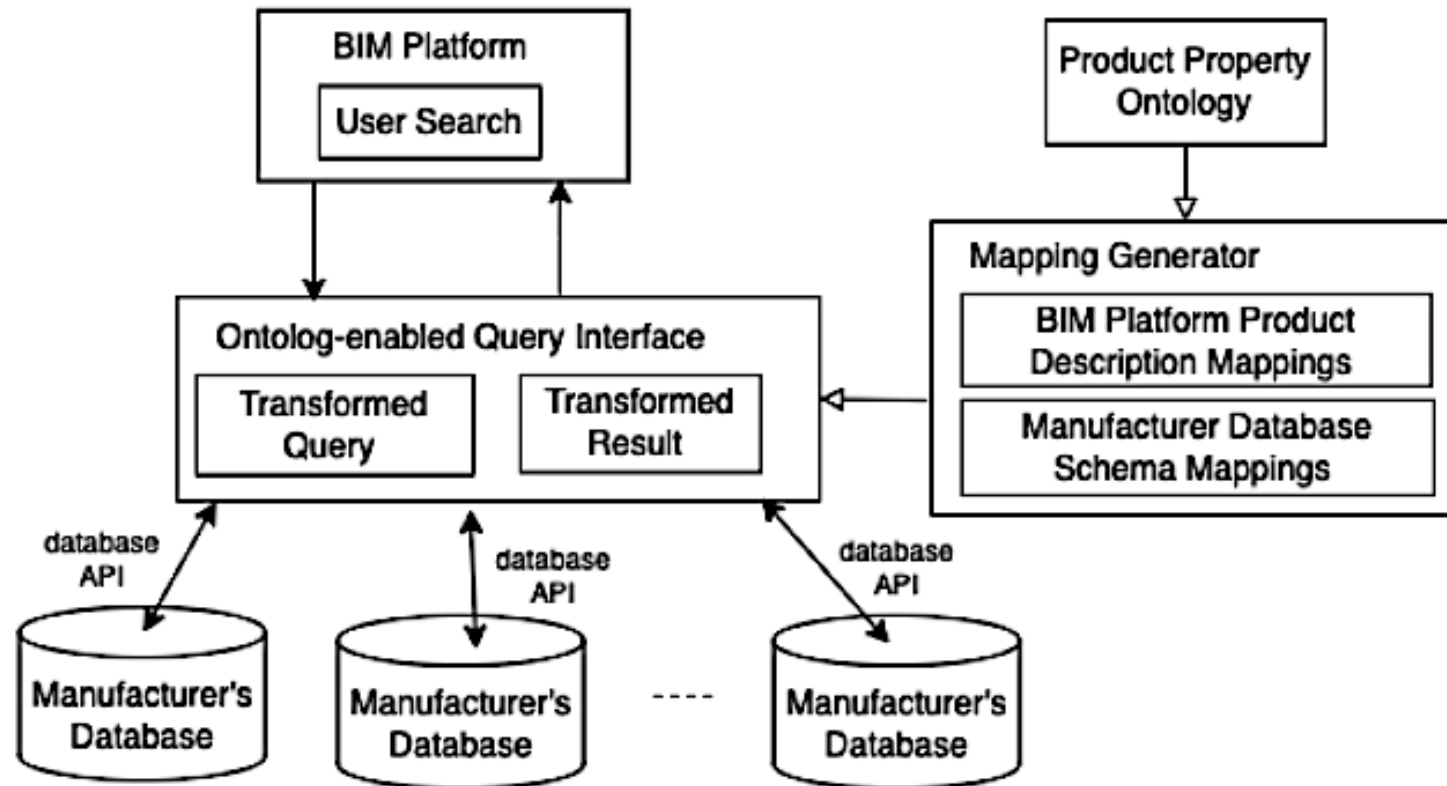 BIM Platform
User Search
Product Property
Ontology
Mapping Generator
BIM Platform Product
Description Mappings
Manufacturer Database
Schema Mappings
Ontolog-enabled Query Interface
Transformed
Query
Transformed
Result
database
API
database
API
database
API
Manufacturer's
Database
Manufacturer's
Database
Manufacturer's
Database